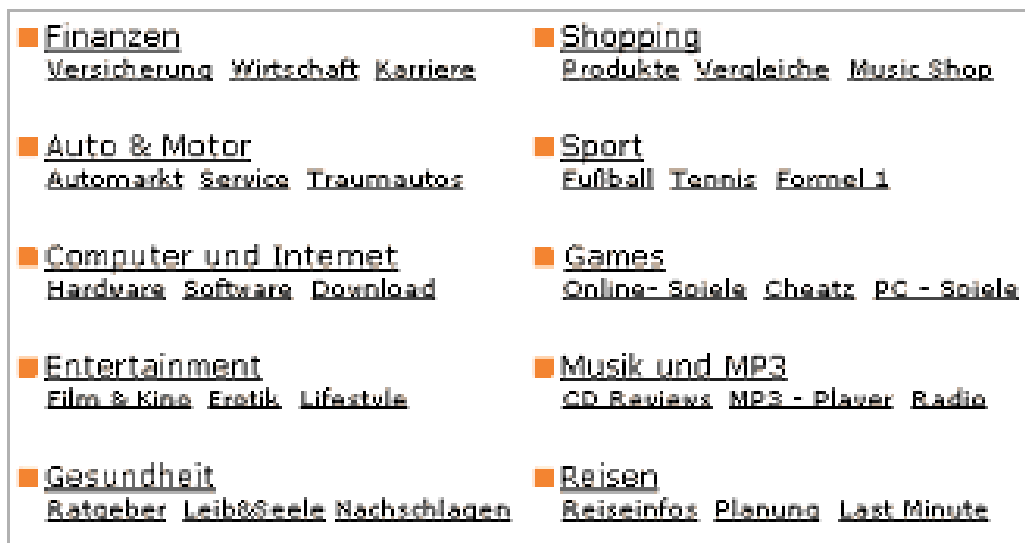 Finanzen
Versicherung Wirtschaft Karriere
Auto & Motor
Automarkt Service Traumautos
Computer und Internet
Hardware Software Download
Entertainment
Film & Kino Erotik Lifestyle
Gesundheit
Ratgeber Leib&Seele Nachschlagen
Shopping
Produkte Vergleiche Music Shop
Sport
Fußball Tennis Formel 1
Games
Online- Spiele Cheatz PC - Spiele
Musik und MP3
CD Reviews MP3 - Player Radio
Reisen
Reiseinfos Planung Last Minute